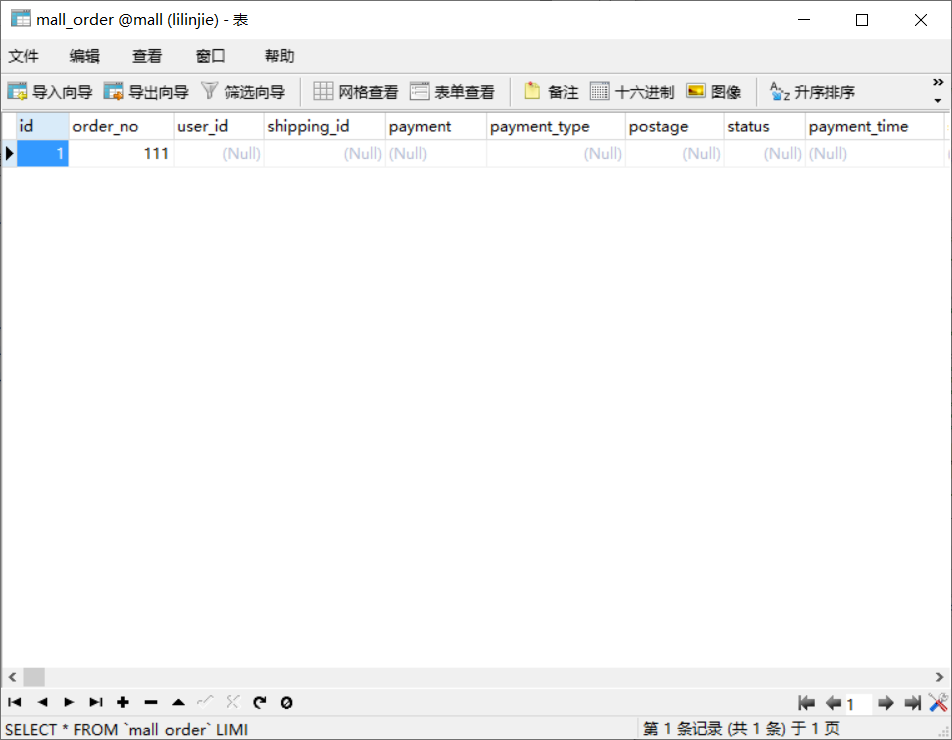 mall_order @mall (lilinjie) - 表
文件 编辑 查看 窗口 帮助
导入向导 导出向导 筛选向导 网格查看 表单查看 备注 十六进制 图像 升序排序
id order_no user_id shipping_id payment payment_type postage status payment_time
1 111 (Null) (Null) (Null) (Null) (Null) (Null) (Null)
1
SELECT * FROM `mall order` LIMI 第 1 条记录 (共 1 条) 于 1 页